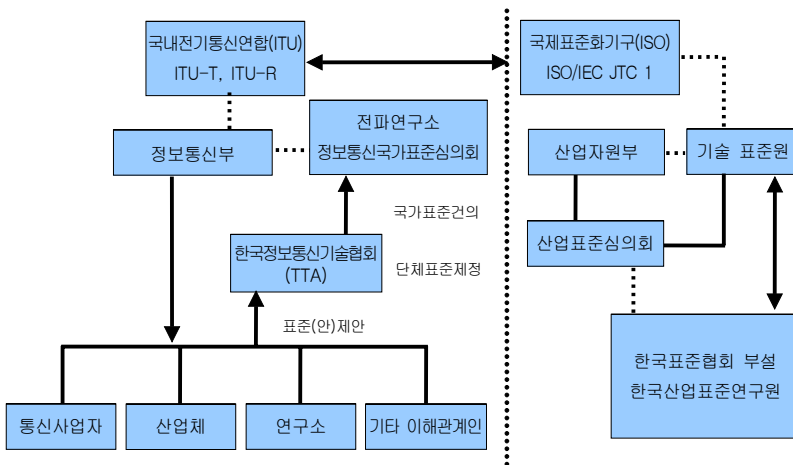 국내전기통신연합(ITU)
ITU-T, ITU-R
국제표준화기구(ISO)
ISO/IEC JTC 1
정보통신부
전파연구소
정보통신국가표준심의회
산업자원부
기술 표준원
국가표준건의
산업표준심의회
한국정보통신기술협회
(TTA)
단체표준제정
표준(안)제안
한국표준협회 부설
한국산업표준연구원
통신사업자
산업체
연구소
기타 이해관계인